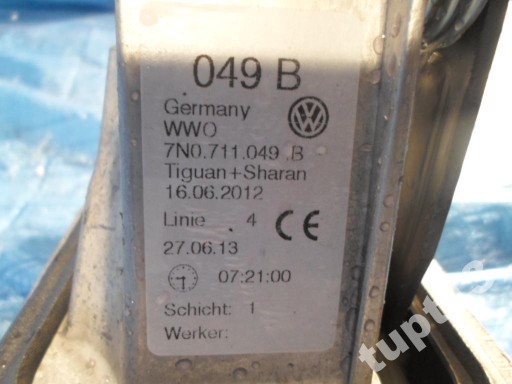 049 B
Germany
WWO
7N0.711.049 .B
Tiguan+Sharan
16.06.2012
Linie 4 CE
27.06.13
07:21:00
Schicht: 1
Werker: